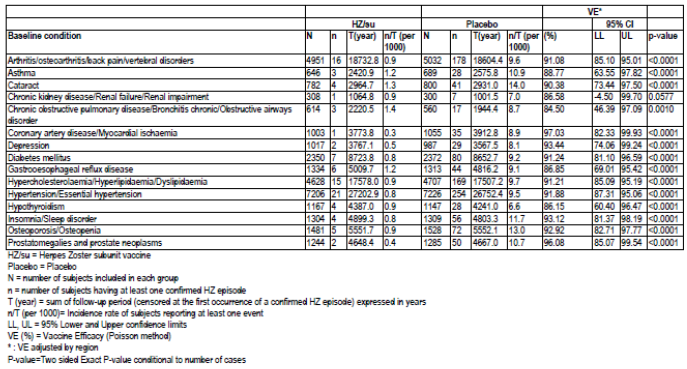 VE*
HZ/su Placebo 95% CI
Baseline condition N n T(year) n/T (per 1000) N n T(year) n/T (per 1000) (%) LL UL p-value
Arthritis/osteoarthritis/back pain/vertebral disorders 4951 16 18732.8 0.9 5032 178 18604.4 9.6 91.08 85.10 95.01 <0.0001
Asthma 646 3 2420.9 1.2 689 28 2575.8 10.9 88.77 63.55 97.82 <0.0001
Cataract 782 4 2964.7 1.3 800 41 2931.0 14.0 90.38 73.44 97.50 <0.0001
Chronic kidney disease/Renal failure/Renal impairment 308 1 1064.8 0.9 300 7 1001.5 7.0 86.58 -4.50 99.70 0.0577
Chronic obstructive pulmonary disease/Bronchitis chronic/Obstructive airways disorder 614 3 2220.5 1.4 560 17 1944.4 8.7 84.50 46.39 97.09 0.0010
Coronary artery disease/Myocardial ischaemia 1003 1 3773.8 0.3 1055 35 3912.8 8.9 97.03 82.33 99.93 <0.0001
Depression 1017 2 3767.1 0.5 987 29 3567.5 8.1 93.44 74.06 99.24 <0.0001
Diabetes mellitus 2350 7 8723.8 0.8 2372 80 8652.7 9.2 91.24 81.10 96.59 <0.0001
Gastrooesophageal reflux disease 1334 6 5009.7 1.2 1313 44 4816.2 9.1 86.85 69.01 95.42 <0.0001
Hypercholesterolaemia/Hyperlipidaemia/Dyslipidaemia 4628 15 17578.0 0.9 4707 169 17507.2 9.7 91.21 85.09 95.19 <0.0001
Hypertension/Essential hypertension 7206 21 27202.9 0.8 7226 254 26752.4 9.5 91.88 87.31 95.06 <0.0001
Hypothyroidism 1167 4 4387.0 0.9 1147 28 4241.0 6.6 86.15 60.40 96.47 <0.0001
Insomnia/Sleep disorder 1304 4 4899.3 0.8 1309 56 4803.3 11.7 93.12 81.37 98.19 <0.0001
Osteoporosis/Osteopenia 1481 5 5551.7 0.9 1528 72 5552.1 13.0 92.92 82.71 97.77 <0.0001
Prostatomegalies and prostate neoplasms 1244 2 4648.4 0.4 1285 50 4667.0 10.7 96.08 85.07 99.54 <0.0001
HZ/su = Herpes Zoster subunit vaccine
Placebo = Placebo
N = number of subjects included in each group
n = number of subjects having at least one confirmed HZ episode
T (year) = sum of follow-up period (censored at the first occurrence of a confirmed HZ episode) expressed in years
n/T (per 1000)= Incidence rate of subjects reporting at least one event
LL, UL = 95% Lower and Upper confidence limits
VE (%) = Vaccine Efficacy (Poisson method)
* : VE adjusted by region
P-value=Two sided Exact P-value conditional to number of cases